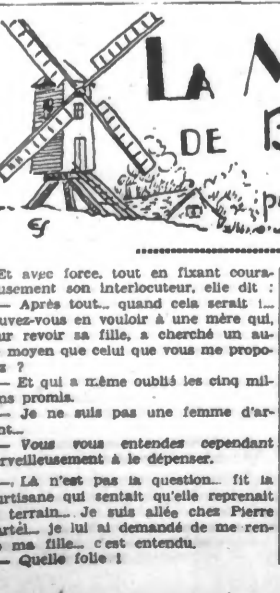 LA
DE
ES
Et avec force, tout en fixant coura-
usement son interlocuteur, elle dit :
— Après tout... quand cela serait !...
uvez-vous en vouloir à une mère qui,
ur revoir sa fille, a cherché un au-
moyen que celui que vous me propo-
s ?
— Et qui a même oublié les cinq mil-
ns promis.
— Je ne suis pas une femme d'ar-
nt...
— Vous vous entendes cependant
rveilleusement à le dépenser.
— Là n'est pas la question... fit la
urtisane qui sentait qu'elle reprenait
terrain... Je suis allée chez Pierre
artèl... je lui ai demandé de me ren-
ma fille... c'est entendu.
— Quelle folie !